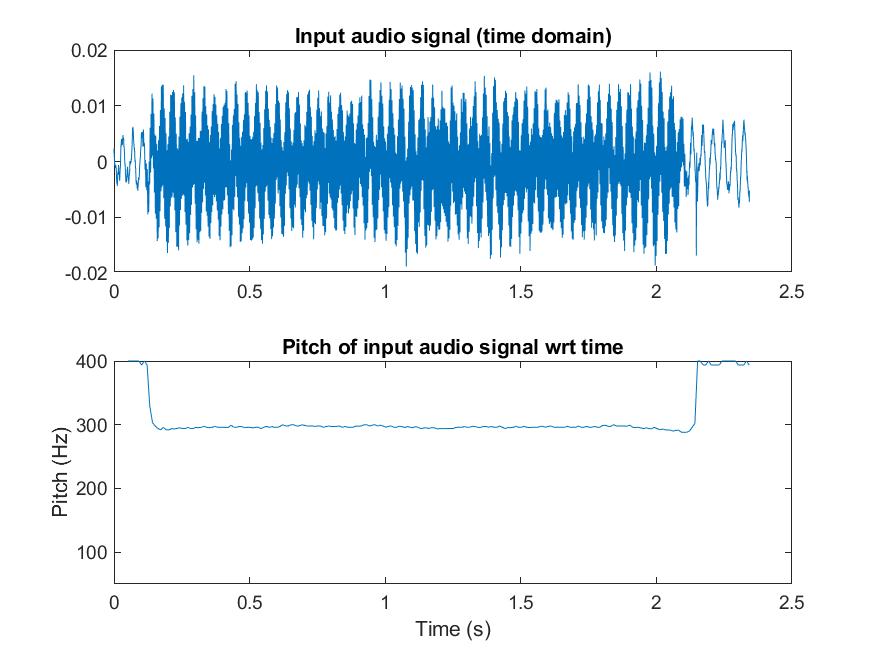 Input audio signal (time domain)
0.02
0.01
0
-0.01
-0.02
0 0.5 1 1.5 2 2.5
Pitch of input audio signal wrt time
400
300
200
100
Pitch (Hz)
0 0.5 1 1.5 2 2.5
Time (s)